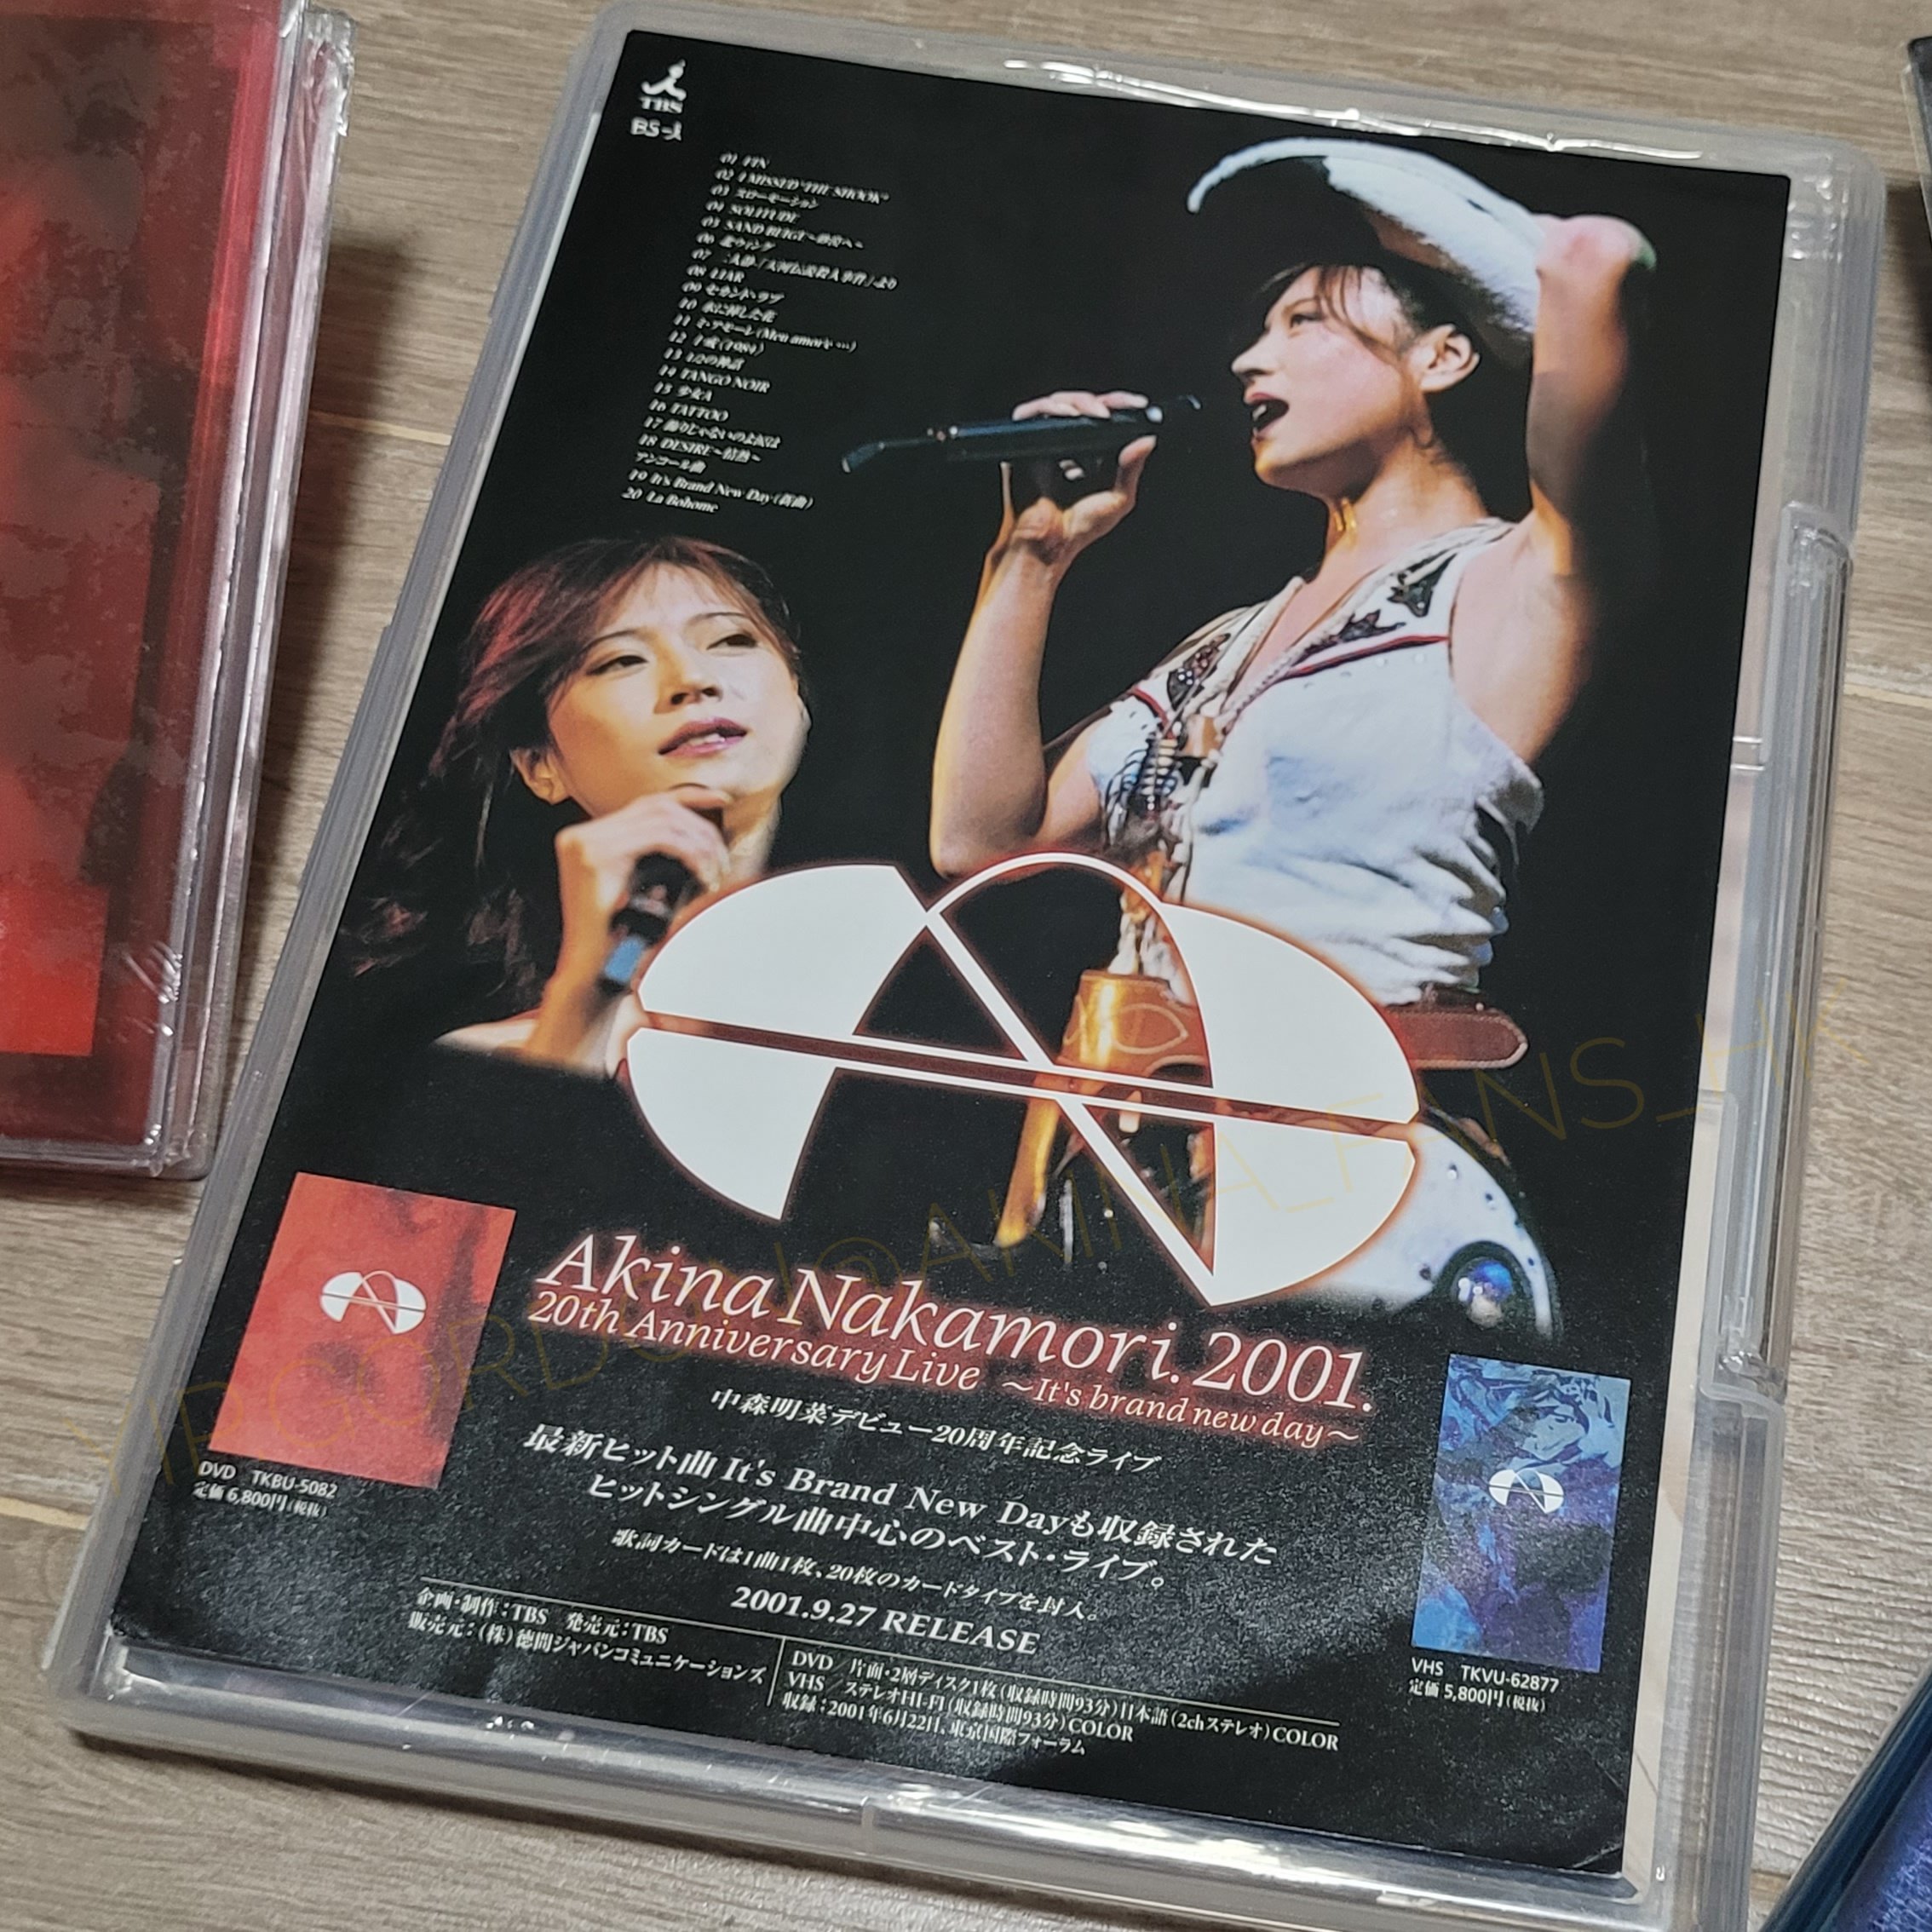 TBS
BS-i
01 FIN
02 I MISSED "THE SHOCK"
03 スローモーション
04 SOLITUDE
05 SAND BEIGE〜砂漠へ〜
06 北ウイング
07 二人静-「天河伝説殺人事件」より
08 LIAR
09 セカンド・ラブ
10 水に挿した花
11 ミ・アモーレ(Meu amor é …)
12 十戒(1984)
13 1/2の神話
14 TANGO NOIR
15 少女A
16 TATTOO
17 飾りじゃないのよ涙は
18 DESIRE〜情熱〜
アンコール曲
19 It's Brand New Day(新曲)
20 La Boheme
Akina Nakamori. 2001.
20th Anniversary Live 〜It's brand new day〜
中森明菜デビュー20周年記念ライブ
最新ヒット曲 It's Brand New Dayも収録された
ヒットシングル曲中心のベスト・ライブ。
歌詞カードは1曲1枚、20枚のカードタイプを封入。
2001.9.27 RELEASE
DVD TKBU-5082
定価 6,800円(税抜)
VHS TKVU-62877
定価 5,800円(税抜)
企画・制作:TBS 発売元:TBS
販売元:(株)徳間ジャパンコミュニケーションズ
DVD/片面・2層ディスク1枚(収録時間93分)日本語(2chステレオ)COLOR
VHS/ステレオHI-FI(収録時間93分)COLOR
収録:2001年6月22日、東京国際フォーラム
YIPGORDON@AKINA_FANS_HK